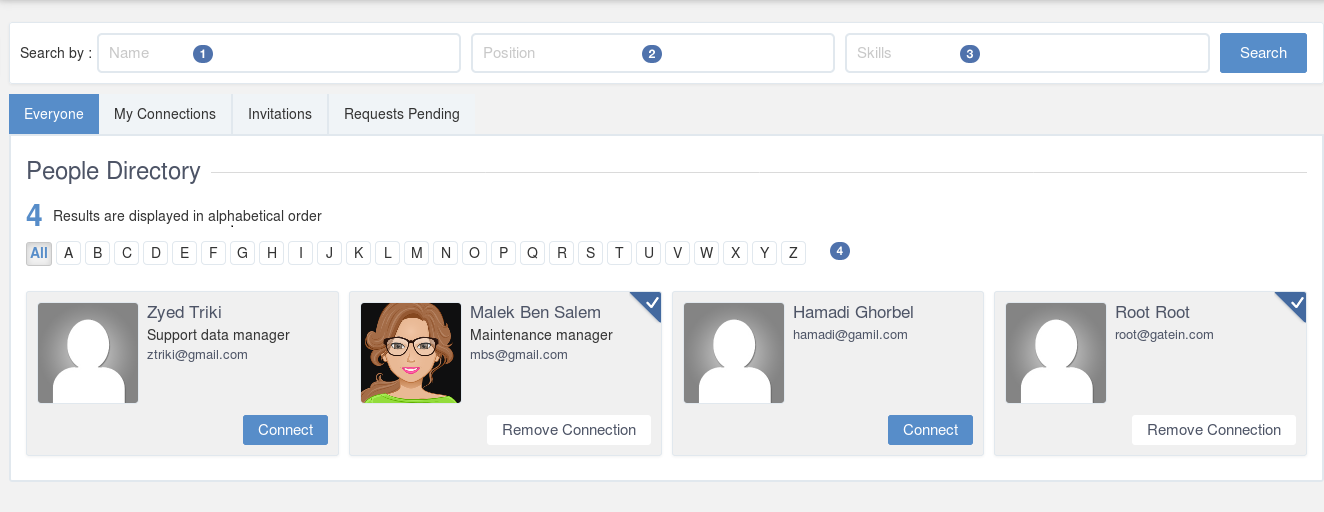 Search by : Name 1 Position 2 Skills 3 Search
Everyone My Connections Invitations Requests Pending
People Directory
4 Results are displayed in alphabetical order
All A B C D E F G H I J K L M N O P Q R S T U V W X Y Z 4
Zyed Triki
Support data manager
ztriki@gmail.com
Connect
Malek Ben Salem
Maintenance manager
mbs@gmail.com
Remove Connection
Hamadi Ghorbel
hamadi@gamil.com
Connect
Root Root
root@gatein.com
Remove Connection